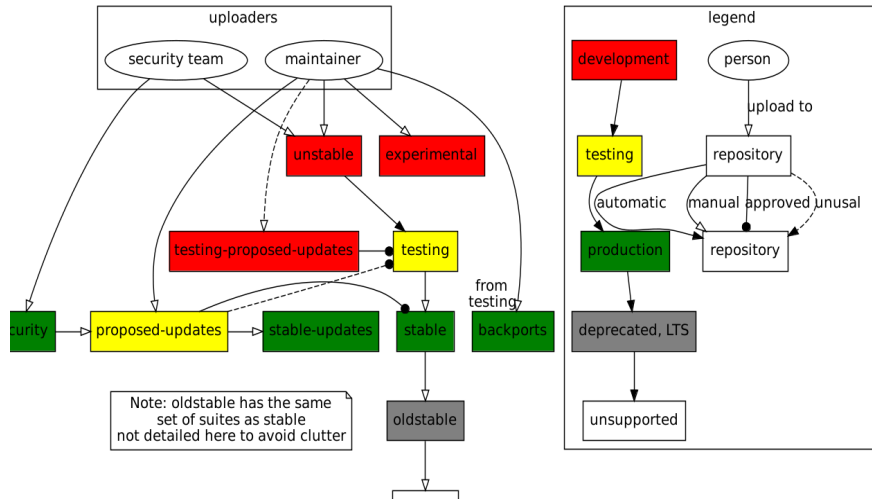 uploaders
legend
security team
maintainer
development
person
upload to
unstable
experimental
testing
repository
automatic
manual
approved
unusal
testing-proposed-updates
testing
production
repository
from
testing
curity
proposed-updates
stable-updates
stable
backports
deprecated, LTS
Note: oldstable has the same
set of suites as stable
not detailed here to avoid clutter
oldstable
unsupported